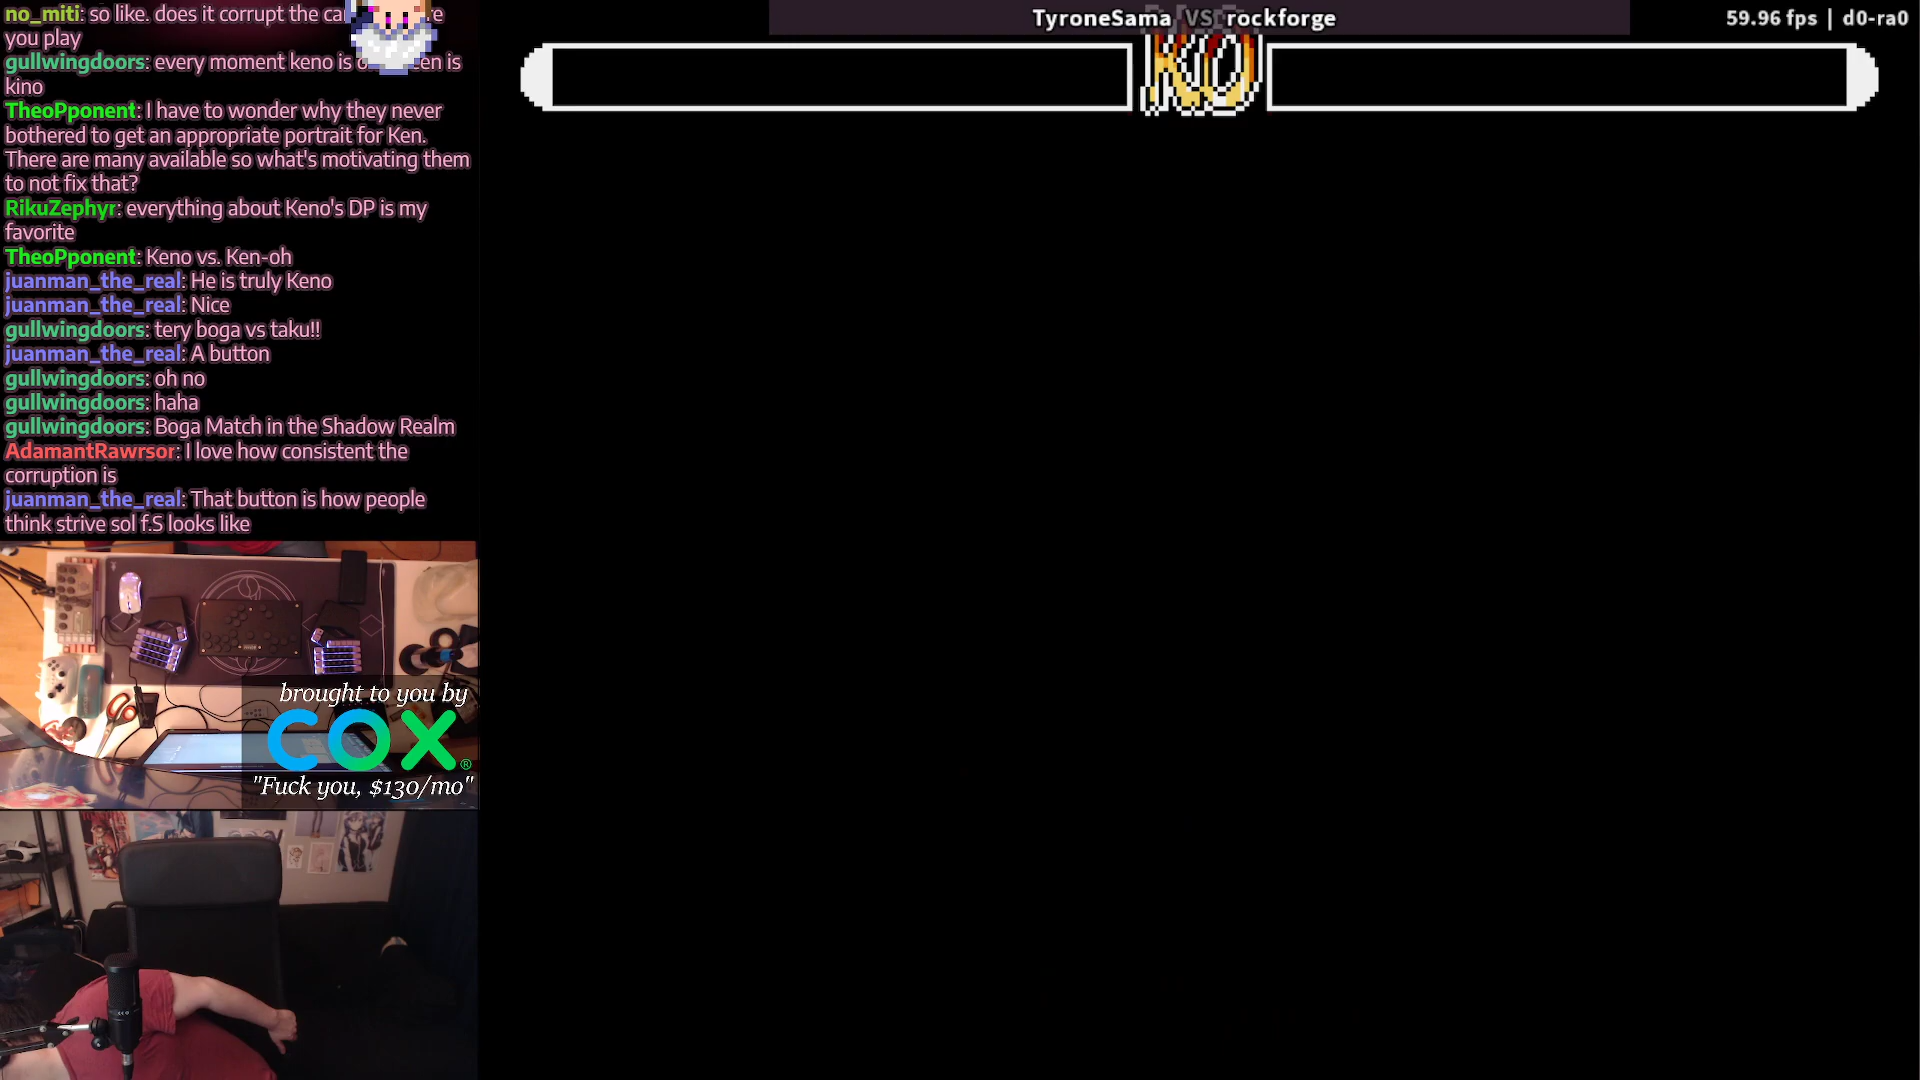 no_miti: so like. does it corrupt the ca re
you play
gullwingdoors: every moment keno is o een is
kino
TheoPponent: I have to wonder why they never
bothered to get an appropriate portrait for Ken.
There are many available so what's motivating them
to not fix that?
RikuZephyr: everything about Keno's DP is my
favorite
TheoPponent: Keno vs. Ken-oh
juanman_the_real: He is truly Keno
juanman_the_real: Nice
gullwingdoors: tery boga vs taku!!
juanman_the_real: A button
gullwingdoors: oh no
gullwingdoors: haha
gullwingdoors: Boga Match in the Shadow Realm
AdamantRawrsor: I love how consistent the
corruption is
juanman_the_real: That button is how people
think strive sol f.S looks like
TyroneSama VS rockforge
59.96 fps | d0-ra0
KO
brought to you by
COX®
"Fuck you, $130/mo"